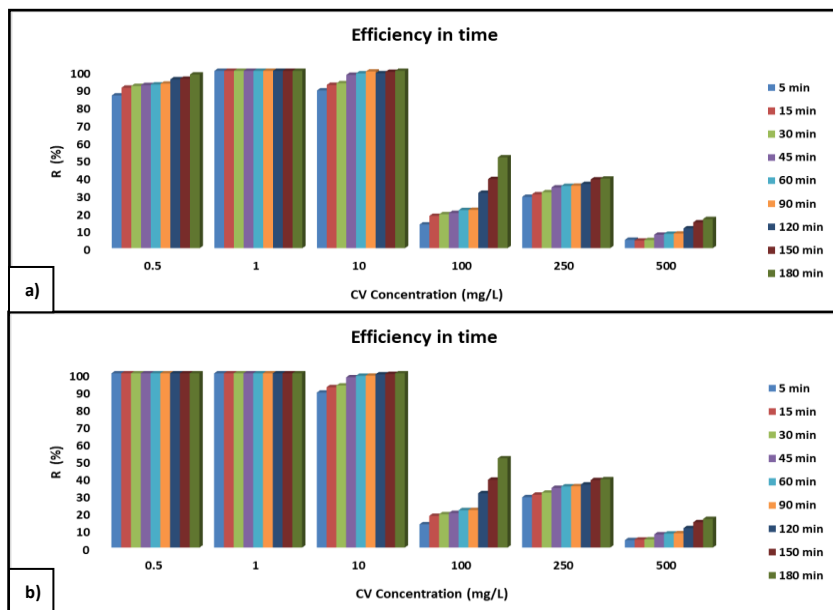 Efficiency in time
R (%)
100
90
80
70
60
50
40
30
20
10
0
0.5 1 10 100 250 500
CV Concentration (mg/L)
5 min
15 min
30 min
45 min
60 min
90 min
120 min
150 min
180 min
a)
Efficiency in time
R (%)
100
90
80
70
60
50
40
30
20
10
0
0.5 1 10 100 250 500
CV Concentration (mg/L)
5 min
15 min
30 min
45 min
60 min
90 min
120 min
150 min
180 min
b)